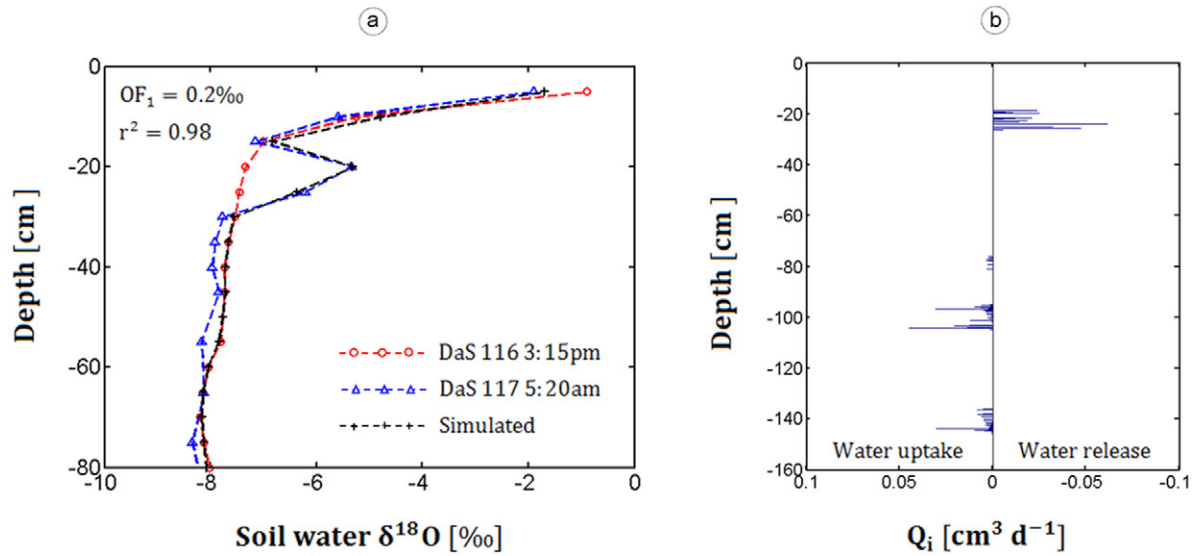 a
b
OF₁ = 0.2‰
r² = 0.98
0
-20
-40
-60
-80
Depth [cm]
-10
-8
-6
-4
-2
0
Soil water δ¹⁸O [‰]
DaS 116 3:15pm
DaS 117 5:20am
Simulated
0
-20
-40
-60
-80
-100
-120
-140
-160
Depth [cm]
Water uptake
Water release
0.1
0.05
0
-0.05
-0.1
Qᵢ [cm³ d⁻¹]